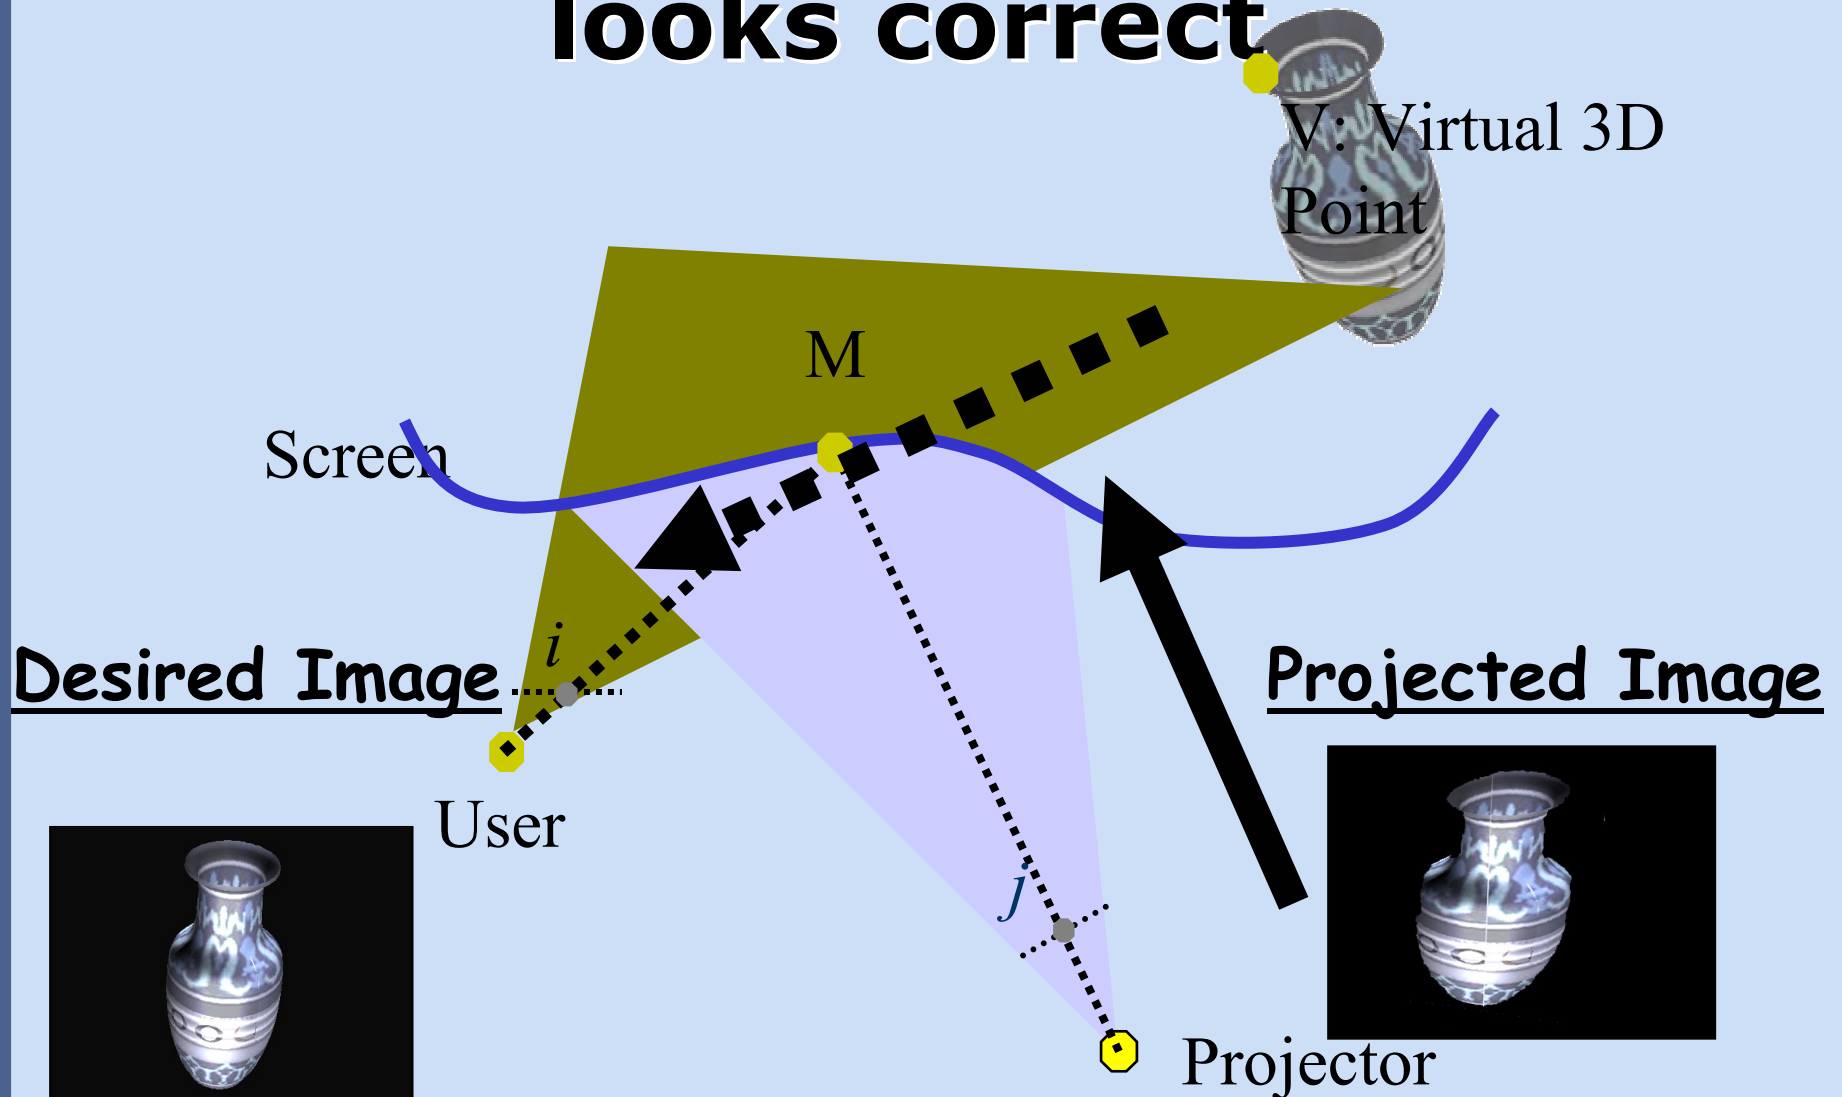 looks correct
V: Virtual 3D
Point
M
Screen
i
Desired Image
Projected Image
User
j
Projector